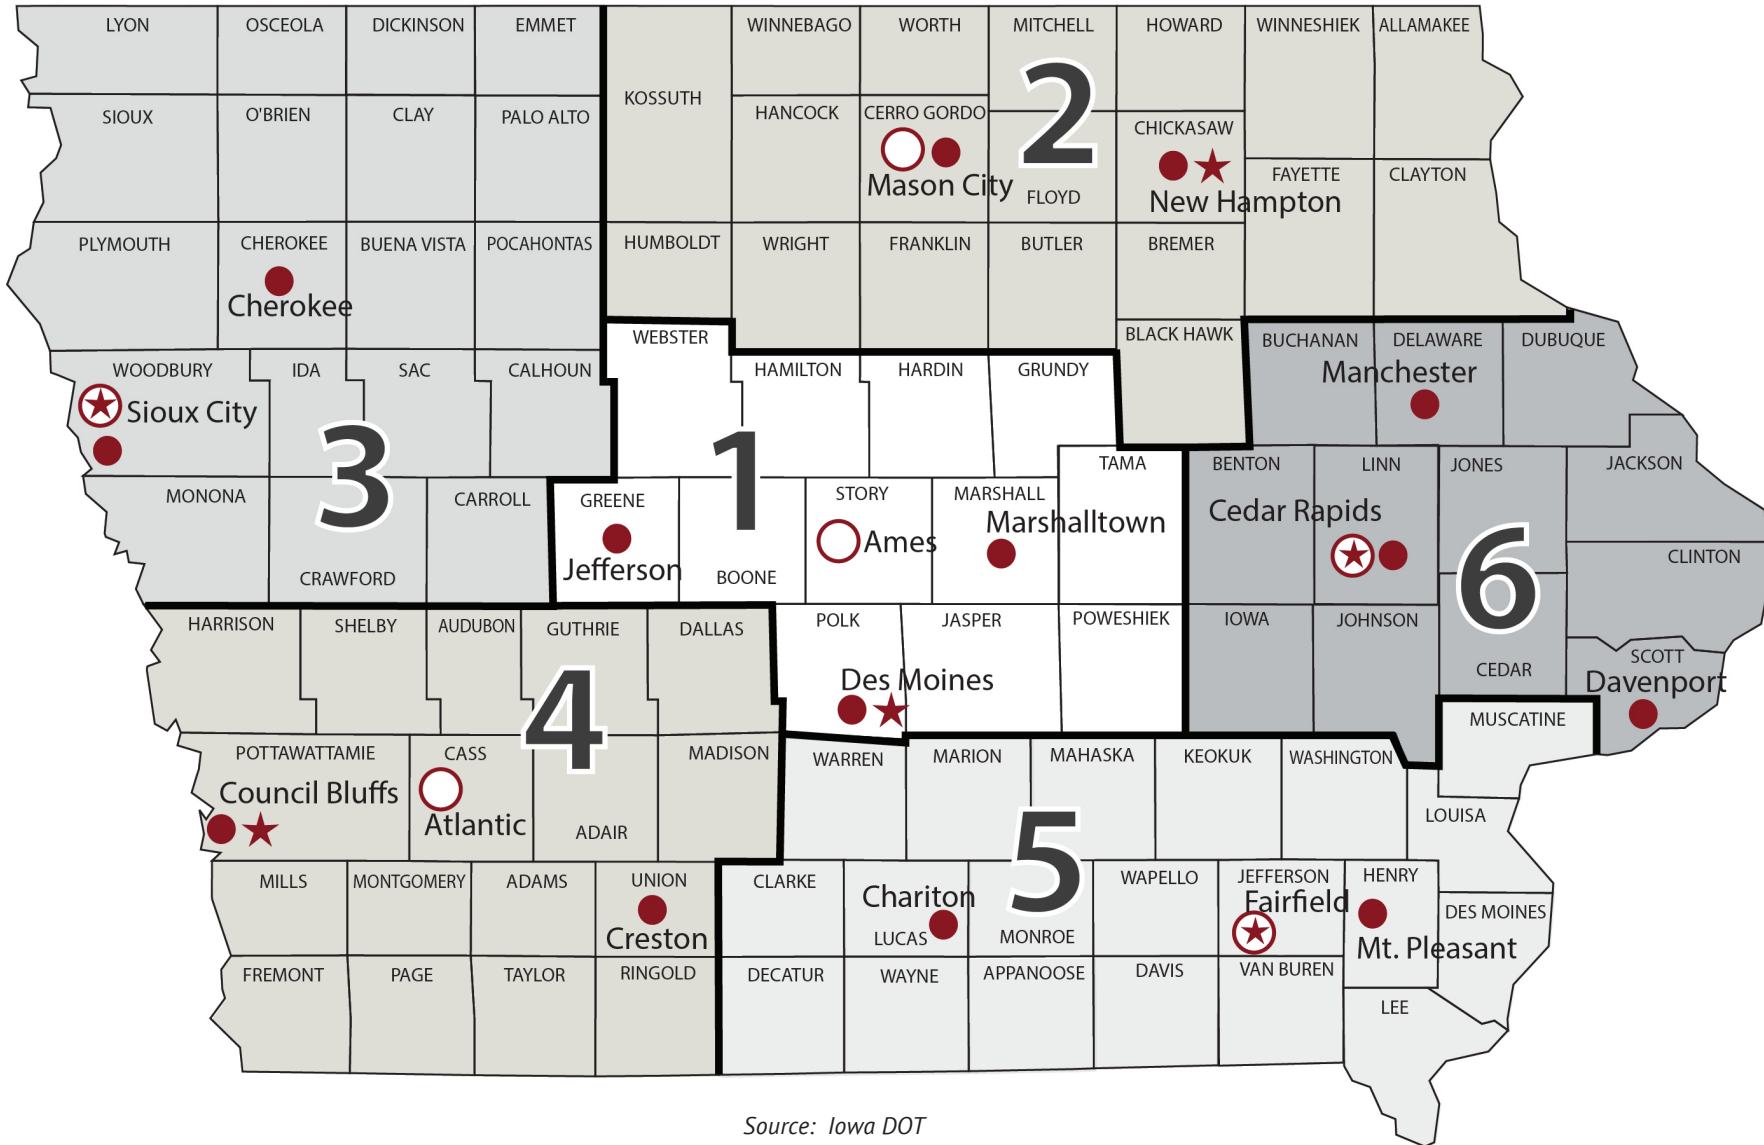 LYON OSCEOLA DICKINSON EMMET WINNEBAGO WORTH MITCHELL HOWARD WINNESHIEK ALLAMAKEE
KOSSUTH
2
SIOUX O'BRIEN CLAY PALO ALTO HANCOCK CERRO GORDO CHICKASAW
Mason City
FLOYD
New Hampton
FAYETTE CLAYTON
PLYMOUTH CHEROKEE BUENA VISTA POCAHONTAS HUMBOLDT WRIGHT FRANKLIN BUTLER BREMER
Cherokee
WEBSTER BLACK HAWK BUCHANAN DELAWARE DUBUQUE
Manchester
WOODBURY IDA SAC CALHOUN HAMILTON HARDIN GRUNDY
Sioux City
3
1
TAMA BENTON LINN JONES JACKSON
MONONA CARROLL GREENE STORY MARSHALL
Marshalltown
Cedar Rapids
Ames
Jefferson
CRAWFORD BOONE
6
CLINTON
HARRISON SHELBY AUDUBON GUTHRIE DALLAS POLK JASPER POWESHIEK IOWA JOHNSON
CEDAR SCOTT
Davenport
Des Moines
4
MUSCATINE
POTTAWATTAMIE CASS MADISON WARREN MARION MAHASKA KEOKUK WASHINGTON
Council Bluffs
Atlantic
ADAIR
5
LOUISA
MILLS MONTGOMERY ADAMS UNION CLARKE WAPELLO JEFFERSON HENRY
Chariton
Fairfield
DES MOINES
Creston
LUCAS MONROE
Mt. Pleasant
FREMONT PAGE TAYLOR RINGOLD DECATUR WAYNE APPANOOSE DAVIS VAN BUREN
LEE
Source: Iowa DOT